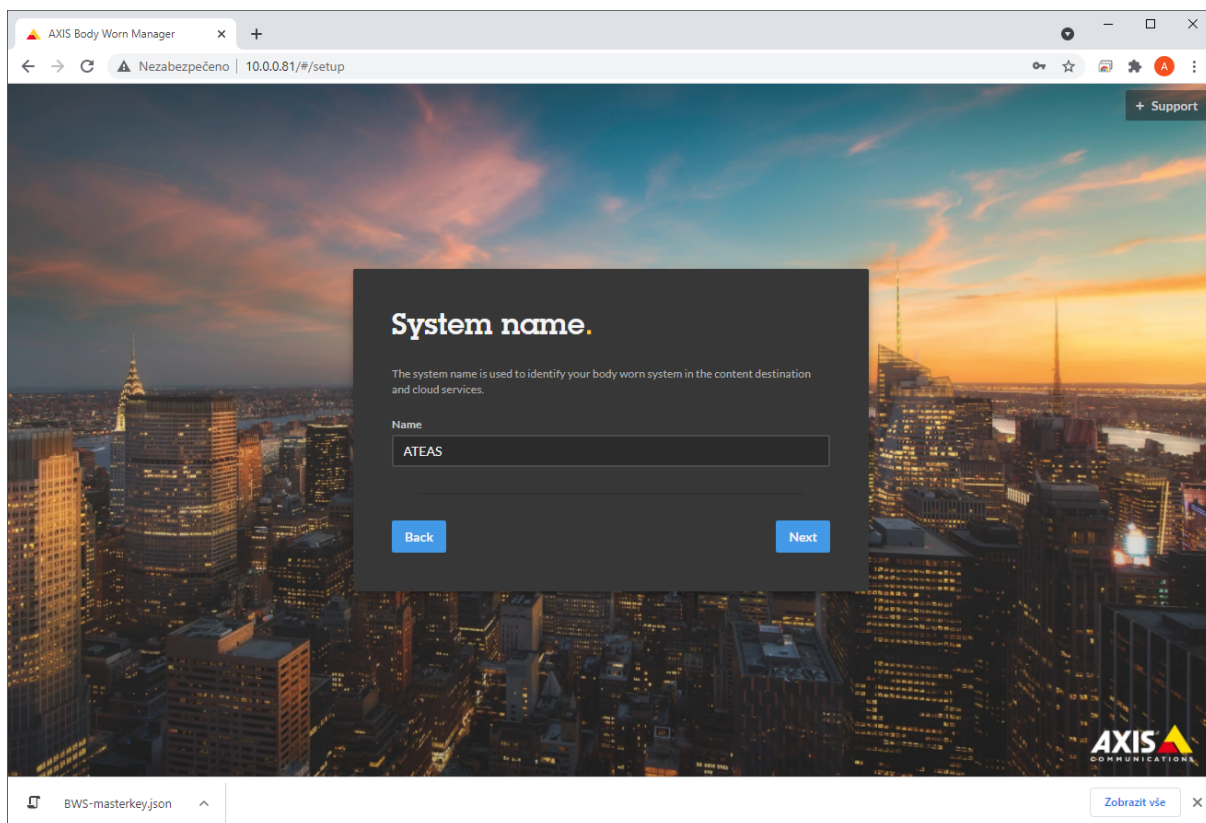 AXIS Body Worn Manager
Nezabezpečeno | 10.0.0.81/#/setup
A
+ Support
System name.
The system name is used to identify your body worn system in the content destination
and cloud services.
Name
ATEAS
Back
Next
AXIS
COMMUNICATIONS
BWS-masterkey.json
Zobrazit vše